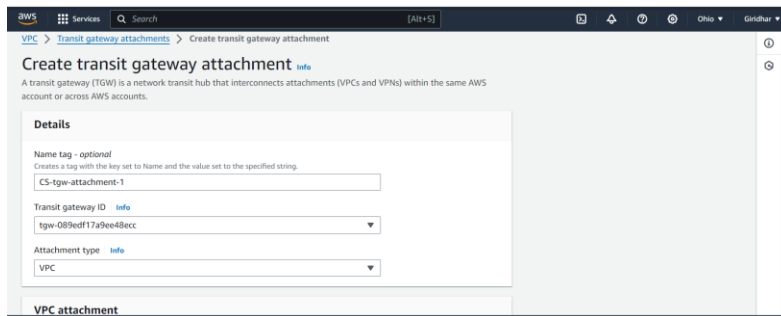 aws Services Search [Alt+S] Ohio Giridhar
VPC > Transit gateway attachments > Create transit gateway attachment
Create transit gateway attachment Info
A transit gateway (TGW) is a network transit hub that interconnects attachments (VPCs and VPNs) within the same AWS
account or across AWS accounts.
Details
Name tag - optional
Creates a tag with the key set to Name and the value set to the specified string.
CS-tgw-attachment-1
Transit gateway ID Info
tgw-089edf17a9ee48ecc
Attachment type Info
VPC
VPC attachment